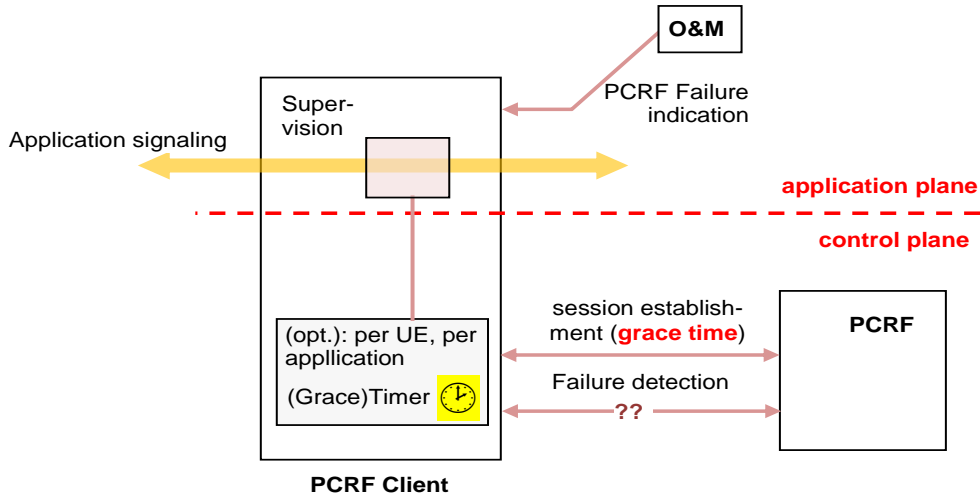 O&M
PCRF Failure
indication
Super-
vision
Application signaling
application plane
control plane
session establish-
ment (grace time)
PCRF
(opt.): per UE, per
appllication
(Grace)Timer
Failure detection
??
PCRF Client